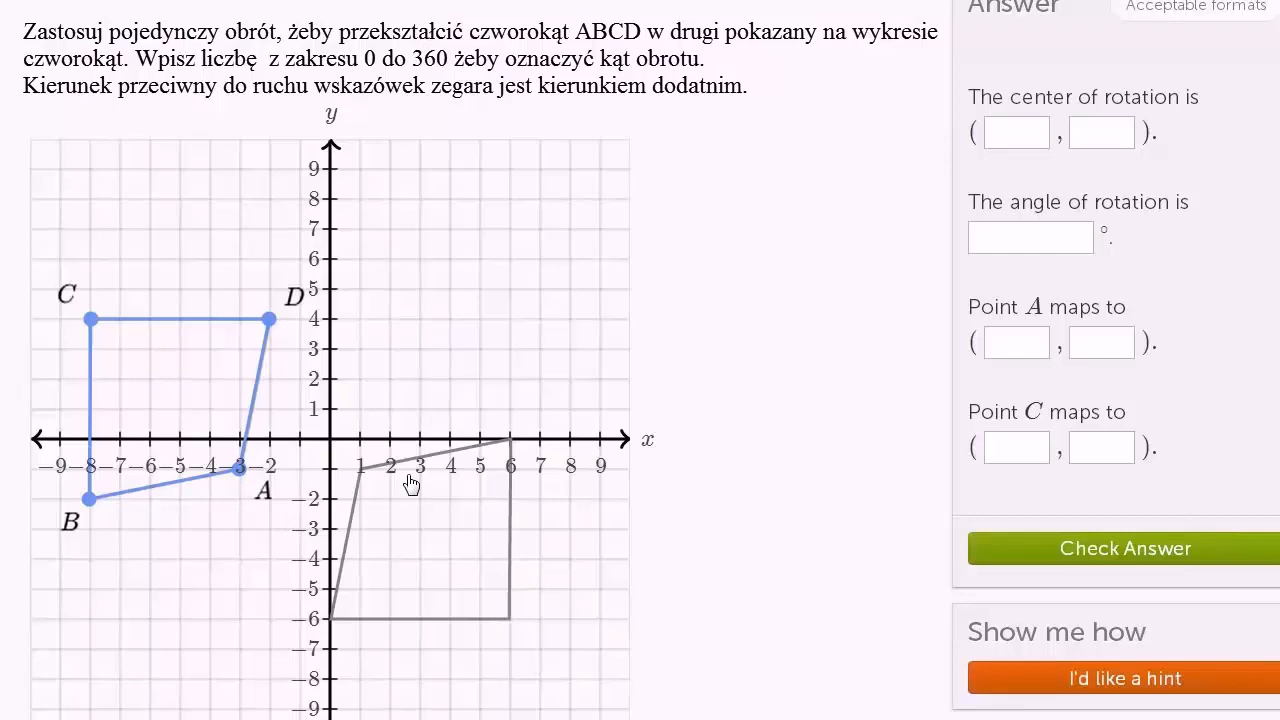 Answer
Acceptable formats
Zastosuj pojedynczy obrót, żeby przekształcić czworokąt ABCD w drugi pokazany na wykresie
czworokąt. Wpisz liczbę z zakresu 0 do 360 żeby oznaczyć kąt obrotu.
Kierunek przeciwny do ruchu wskazówek zegara jest kierunkiem dodatnim.
y
9
8
7
6
5
4
3
2
1
C
D
x
−9 −8 −7 −6 −5 −4 −3 −2 1 2 3 4 5 6 7 8 9
A
B
−2
−3
−4
−5
−6
−7
−8
−9
The center of rotation is
( , ).
The angle of rotation is
°.
Point A maps to
( , ).
Point C maps to
( , ).
Check Answer
Show me how
I'd like a hint